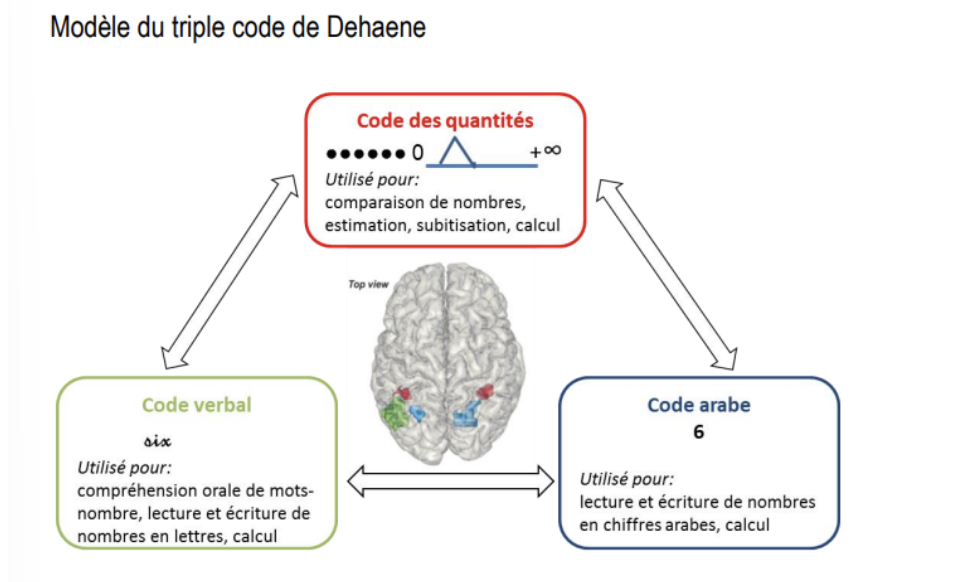 Modèle du triple code de Dehaene
Code des quantités
●●●●●● 0 +∞
Utilisé pour:
comparaison de nombres,
estimation, subitisation, calcul
Top view
Code verbal
six
Utilisé pour:
compréhension orale de mots-
nombre, lecture et écriture de
nombres en lettres, calcul
Code arabe
6
Utilisé pour:
lecture et écriture de nombres
en chiffres arabes, calcul